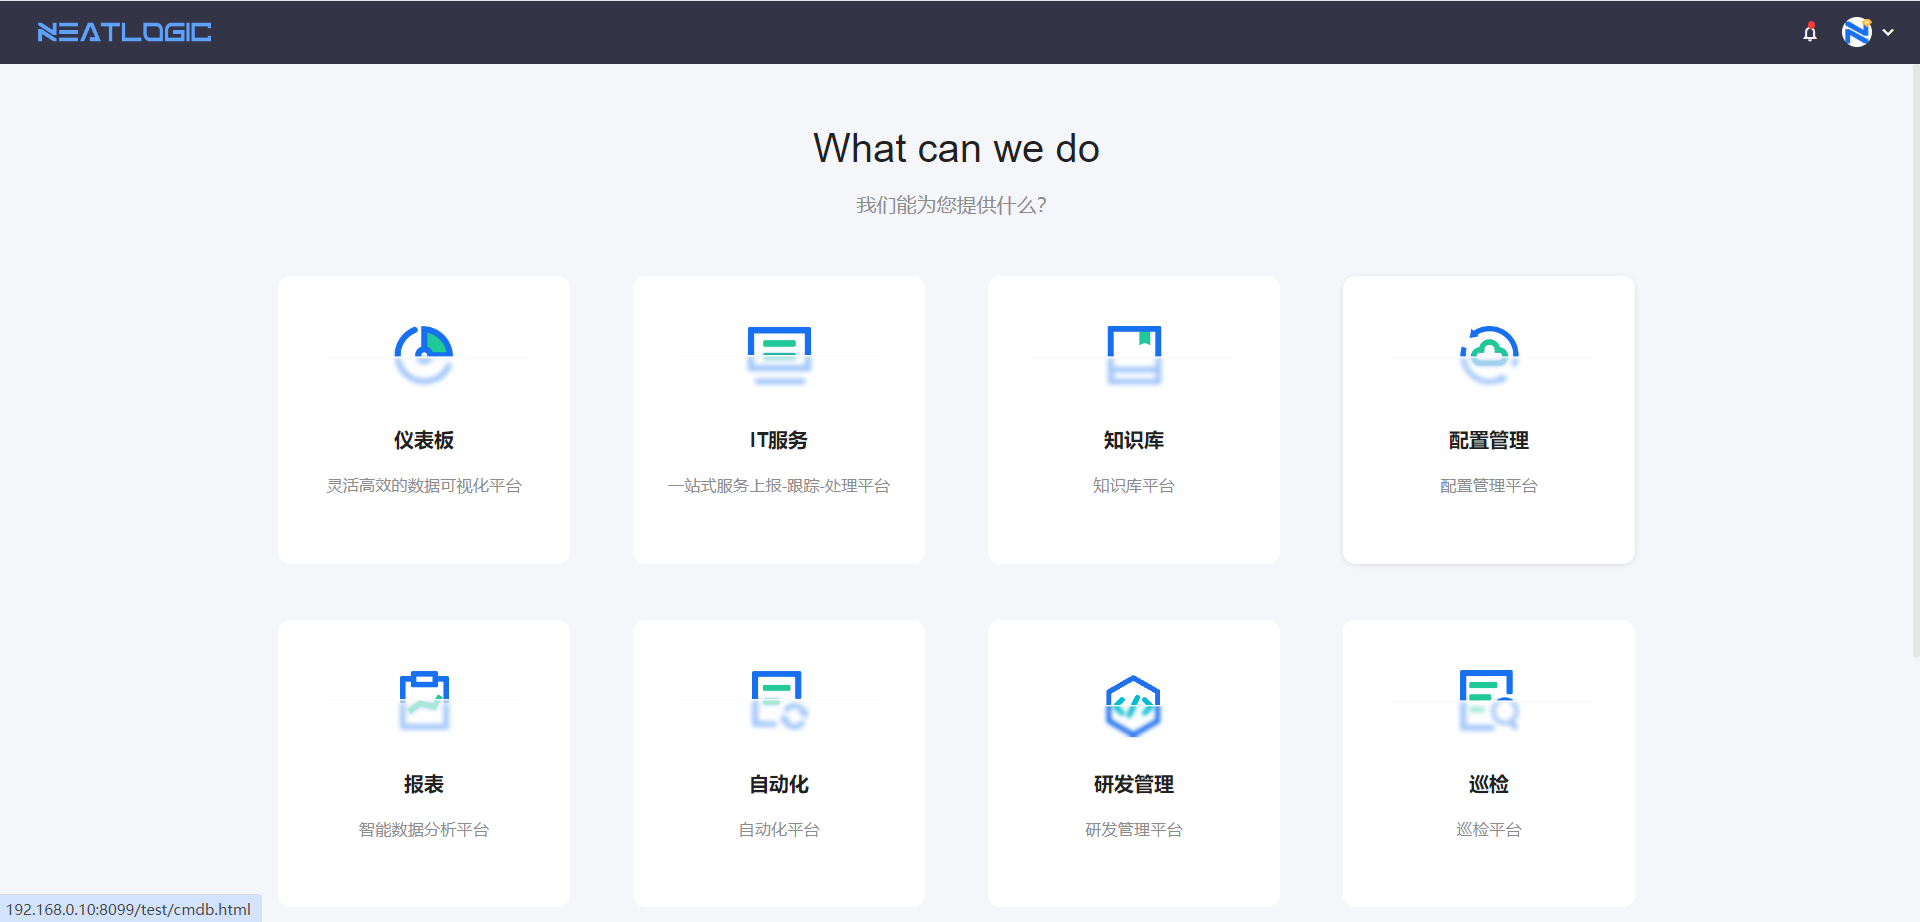 NEATLOGIC
What can we do
我们能为您提供什么?
仪表板
灵活高效的数据可视化平台
IT服务
一站式服务上报-跟踪-处理平台
知识库
知识库平台
配置管理
配置管理平台
报表
智能数据分析平台
自动化
自动化平台
研发管理
研发管理平台
巡检
巡检平台
192.168.0.10:8099/test/cmdb.html